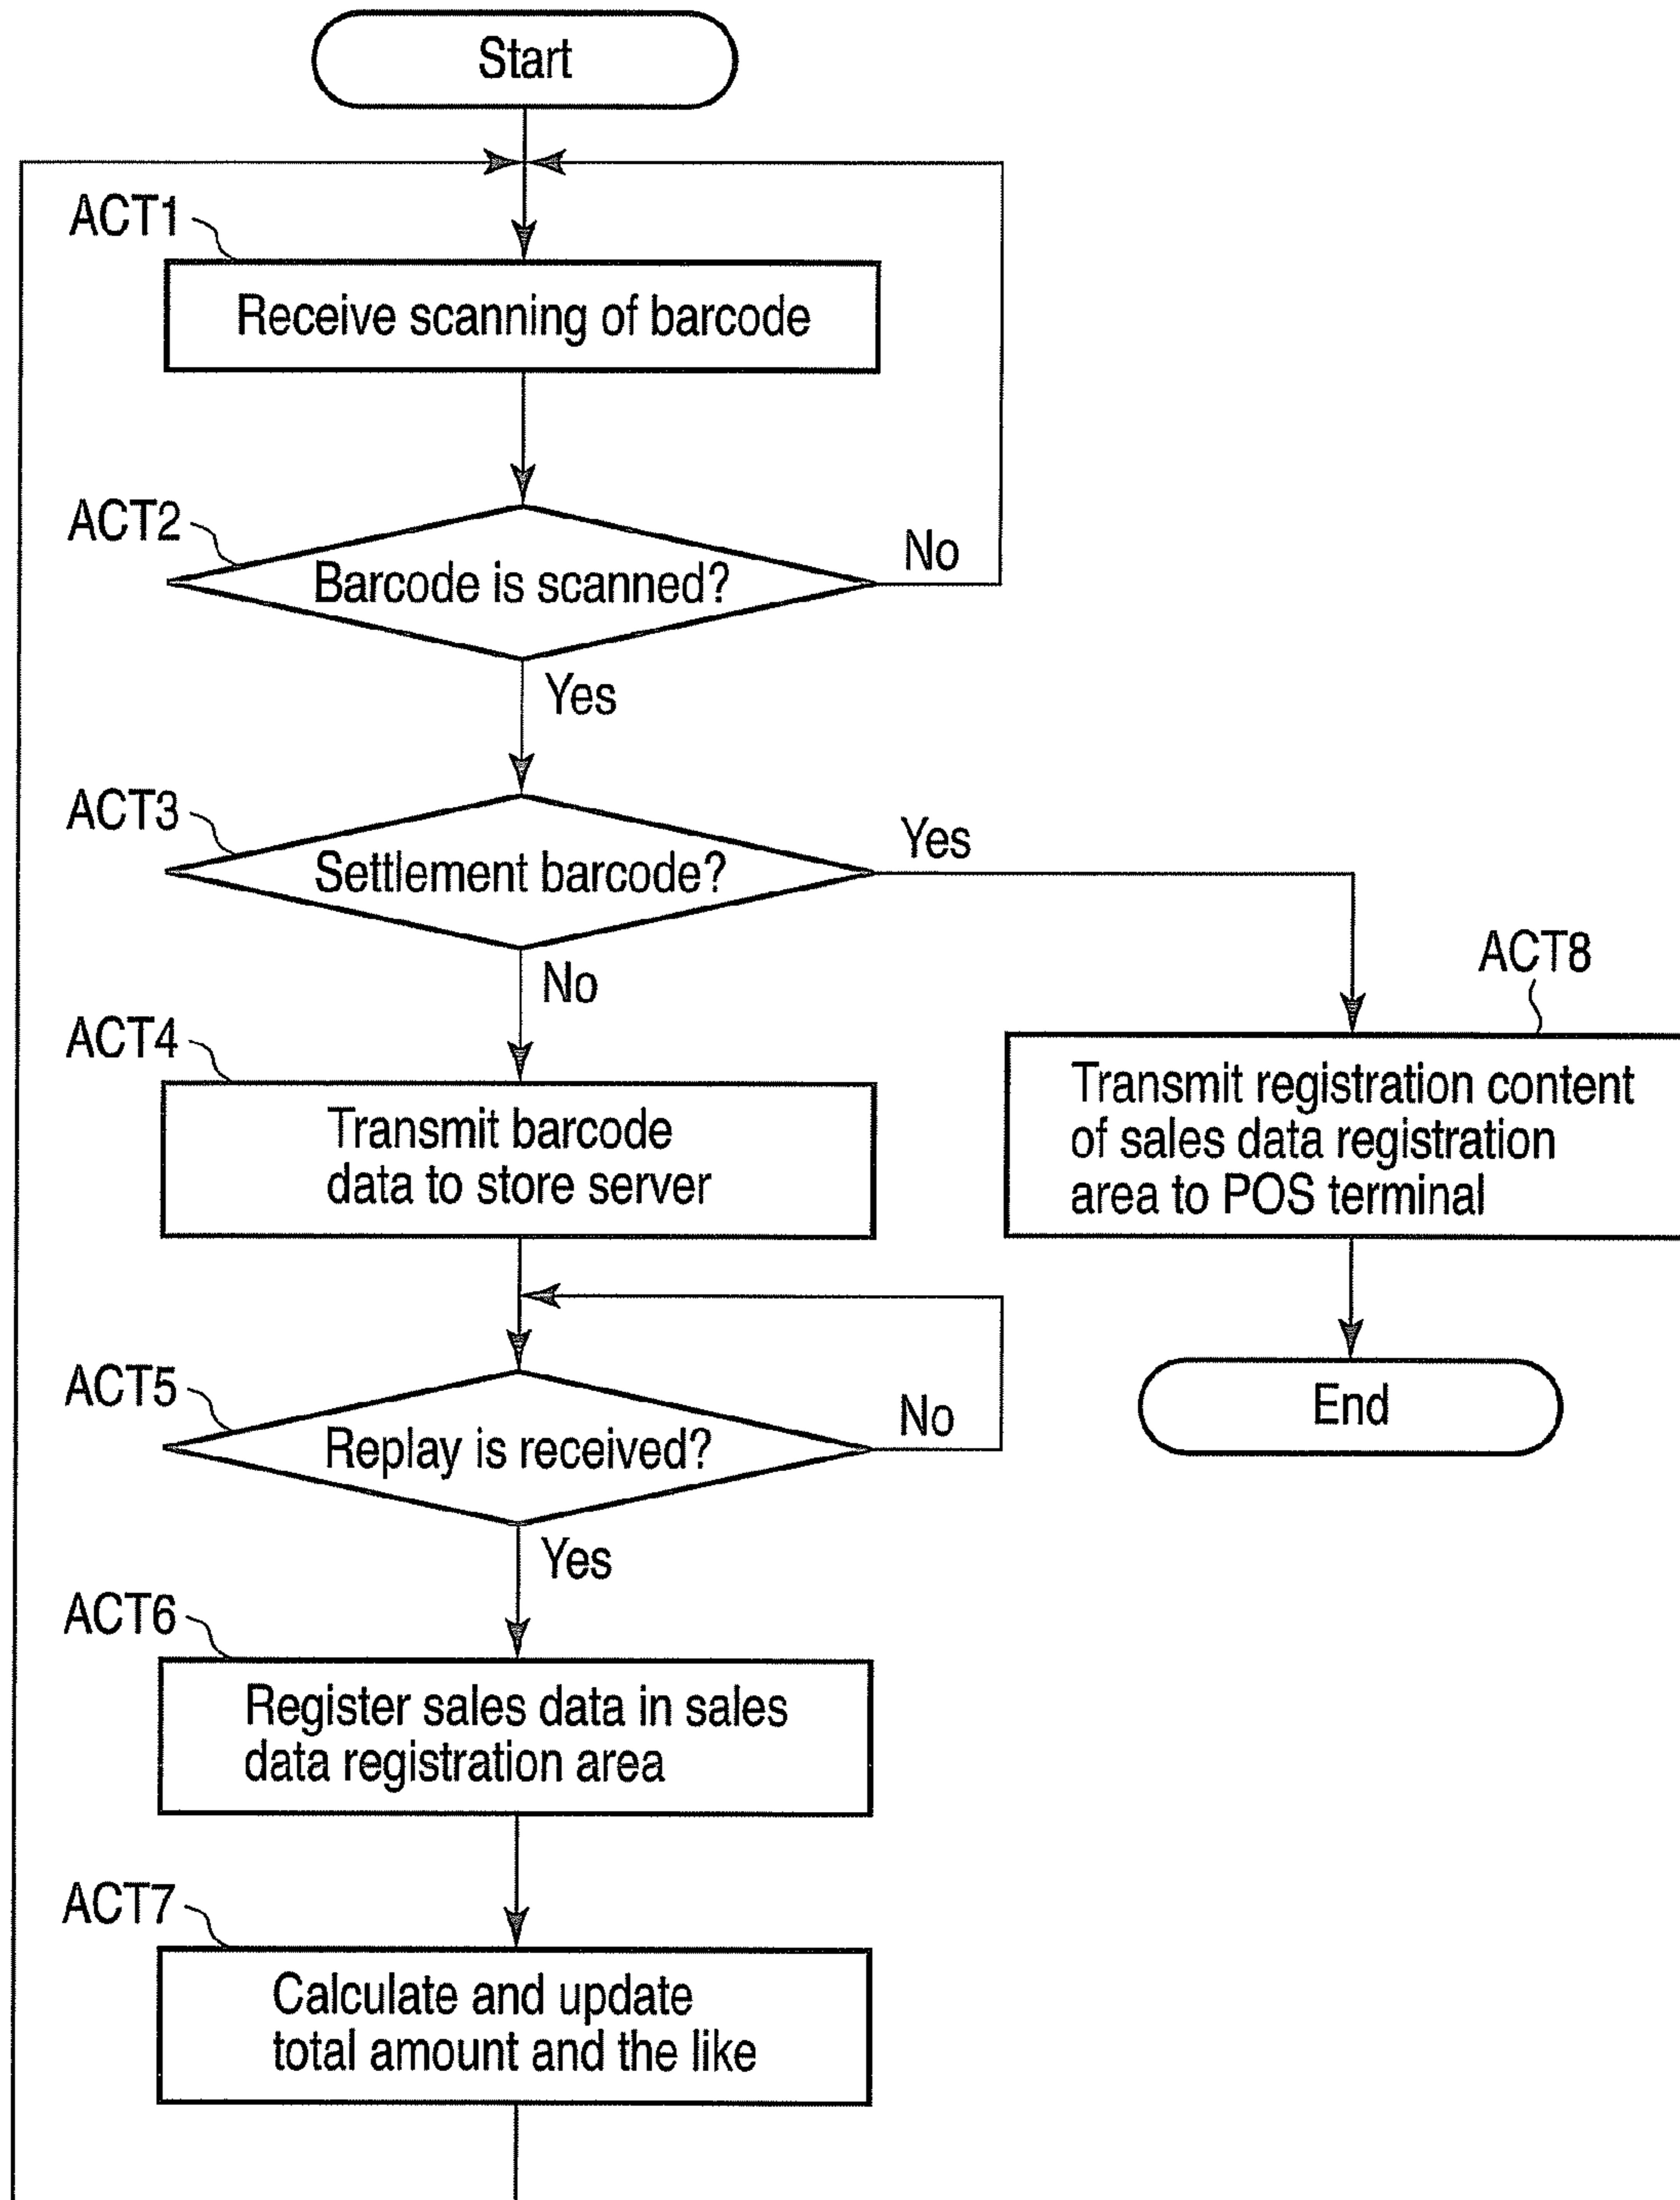 Start
ACT1
Receive scanning of barcode
ACT2
Barcode is scanned?
No
Yes
ACT3
Settlement barcode?
Yes
No
ACT8
ACT4
Transmit barcode
data to store server
Transmit registration content
of sales data registration
area to POS terminal
ACT5
Replay is received?
No
End
Yes
ACT6
Register sales data in sales
data registration area
ACT7
Calculate and update
total amount and the like